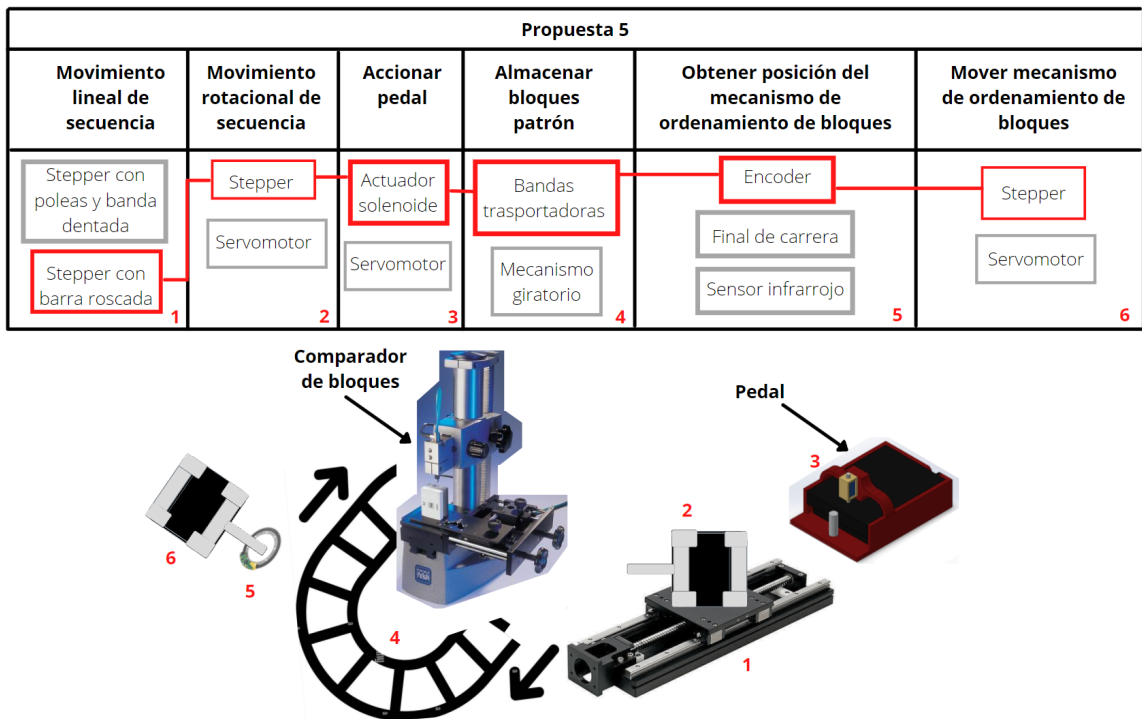 Propuesta 5
Movimiento
lineal de
secuencia
Movimiento
rotacional de
secuencia
Accionar
pedal
Almacenar
bloques
patrón
Obtener posición del
mecanismo de
ordenamiento de bloques
Mover mecanismo
de ordenamiento de
bloques
Stepper con
poleas y banda
dentada
Stepper con
barra roscada
1
Stepper
Servomotor
2
Actuador
solenoide
Servomotor
3
Bandas
trasportadoras
Mecanismo
giratorio
4
Encoder
Final de carrera
Sensor infrarrojo
5
Stepper
Servomotor
6
Comparador
de bloques
Pedal
3
2
6
5
4
1